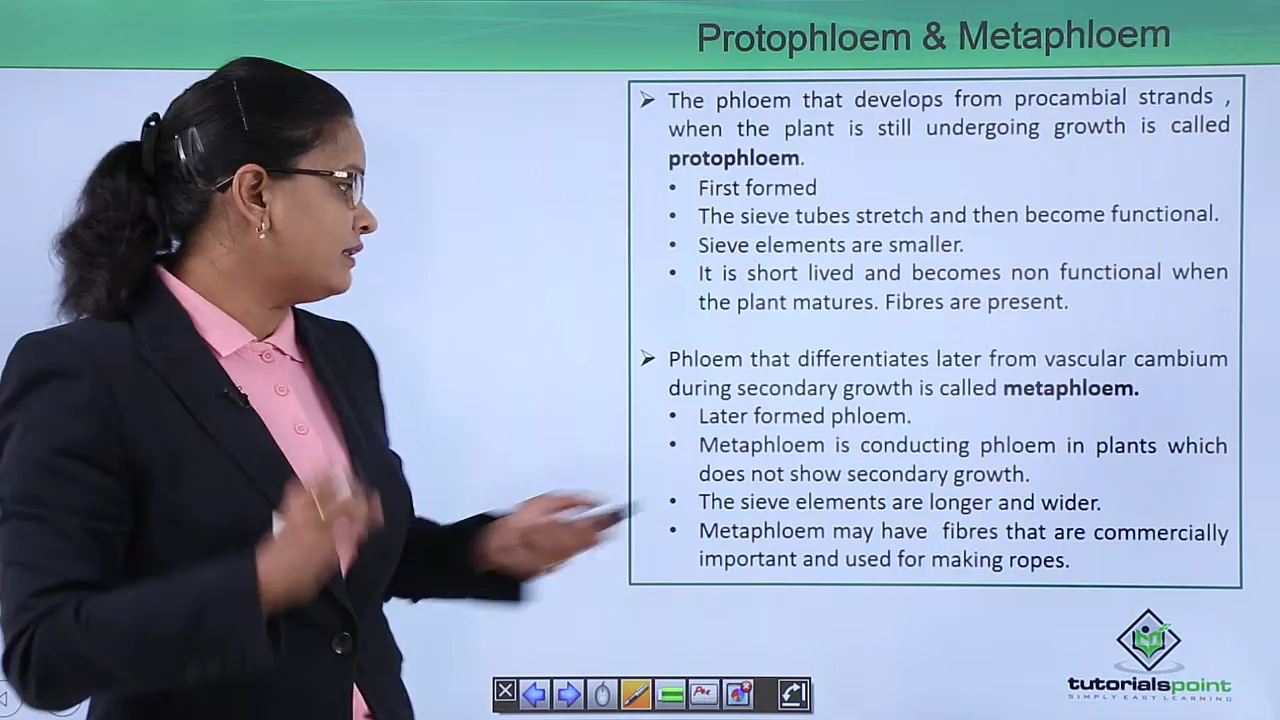 Protophloem & Metaphloem
➢ The phloem that develops from procambial strands ,
when the plant is still undergoing growth is called
protophloem.
• First formed
• The sieve tubes stretch and then become functional.
• Sieve elements are smaller.
• It is short lived and becomes non functional when
the plant matures. Fibres are present.
➢ Phloem that differentiates later from vascular cambium
during secondary growth is called metaphloem.
• Later formed phloem.
• Metaphloem is conducting phloem in plants which
does not show secondary growth.
• The sieve elements are longer and wider.
• Metaphloem may have fibres that are commercially
important and used for making ropes.
tutorialspoint
SIMPLY EASY LEARNING